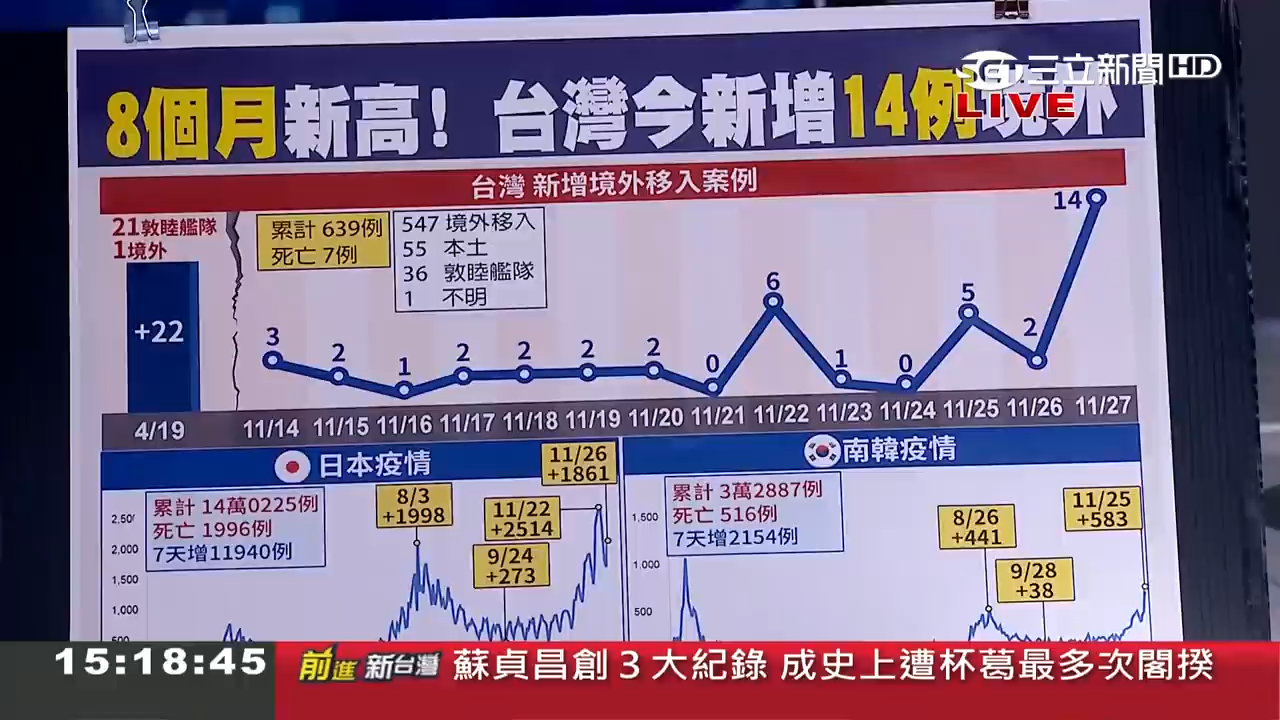 三立新聞HD
LIVE
8個月新高! 台灣今新增14例境外
台灣 新增境外移入案例
21敦睦艦隊
1境外
+22
累計 639例
死亡 7例
547 境外移入
55 本土
36 敦睦艦隊
1 不明
3 2 1 2 2 2 2 0 6 1 0 5 2 14
4/19 11/14 11/15 11/16 11/17 11/18 11/19 11/20 11/21 11/22 11/23 11/24 11/25 11/26 11/27
日本疫情
累計 14萬0225例
死亡 1996例
7天增11940例
8/3
+1998
11/22
+2514
9/24
+273
11/26
+1861
2,000
1,500
1,000
南韓疫情
累計 3萬2887例
死亡 516例
7天增2154例
8/26
+441
9/28
+38
11/25
+583
1,500
1,000
500
15:18:45
前進新台灣
蘇貞昌創3大紀錄 成史上遭杯葛最多次閣揆